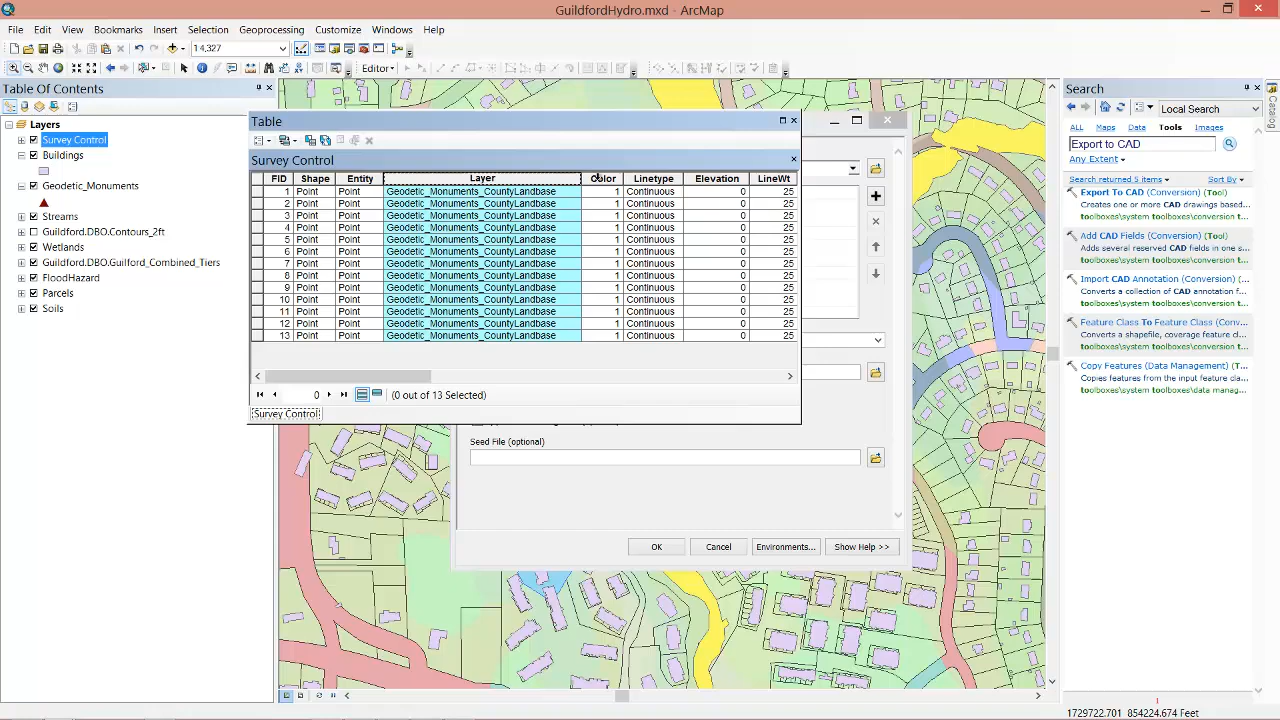 GuildfordHydro.mxd - ArcMap
File Edit View Bookmarks Insert Selection Geoprocessing Customize Windows Help
1:4,327
Editor
Table Of Contents
Layers
Survey Control
Buildings
Geodetic_Monuments
Streams
Guildford.DBO.Contours_2ft
Wetlands
Guildford.DBO.Guilford_Combined_Tiers
FloodHazard
Parcels
Soils
Table
Survey Control
FID Shape Entity Layer Color Linetype Elevation LineWt
1 Point Point Geodetic_Monuments_CountyLandbase 1 Continuous 0 25
2 Point Point Geodetic_Monuments_CountyLandbase 1 Continuous 0 25
3 Point Point Geodetic_Monuments_CountyLandbase 1 Continuous 0 25
4 Point Point Geodetic_Monuments_CountyLandbase 1 Continuous 0 25
5 Point Point Geodetic_Monuments_CountyLandbase 1 Continuous 0 25
6 Point Point Geodetic_Monuments_CountyLandbase 1 Continuous 0 25
7 Point Point Geodetic_Monuments_CountyLandbase 1 Continuous 0 25
8 Point Point Geodetic_Monuments_CountyLandbase 1 Continuous 0 25
9 Point Point Geodetic_Monuments_CountyLandbase 1 Continuous 0 25
10 Point Point Geodetic_Monuments_CountyLandbase 1 Continuous 0 25
11 Point Point Geodetic_Monuments_CountyLandbase 1 Continuous 0 25
12 Point Point Geodetic_Monuments_CountyLandbase 1 Continuous 0 25
13 Point Point Geodetic_Monuments_CountyLandbase 1 Continuous 0 25
0 (0 out of 13 Selected)
Survey Control
Seed File (optional)
OK Cancel Environments... Show Help >>
Search
Local Search
ALL Maps Data Tools Images
Export to CAD
Any Extent
Search returned 5 items Sort By
Export To CAD (Conversion) (Tool)
Creates one or more CAD drawings based...
toolboxes\system toolboxes\conversion t...
Add CAD Fields (Conversion) (Tool)
Adds several reserved CAD fields in one s...
toolboxes\system toolboxes\conversion t...
Import CAD Annotation (Conversion) (...
Converts a collection of CAD annotation f...
toolboxes\system toolboxes\conversion t...
Feature Class To Feature Class (Conv...
Converts a shapefile, coverage feature cl...
toolboxes\system toolboxes\conversion t...
Copy Features (Data Management) (T...
Copies features from the input feature cla...
toolboxes\system toolboxes\data manag...
Catalog
1729722.701 854224.674 Feet